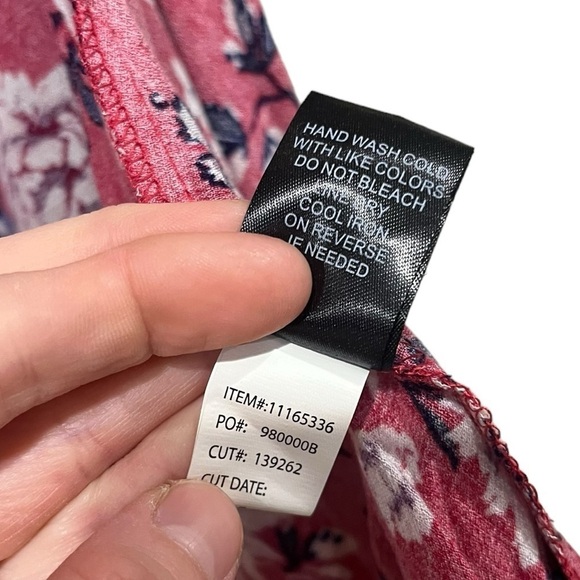 HAND WASH COLD
WITH LIKE COLORS
DO NOT BLEACH
LINE DRY
COOL IRON
ON REVERSE
IF NEEDED
ITEM#:11165336
PO#: 980000B
CUT#: 139262
CUT DATE: